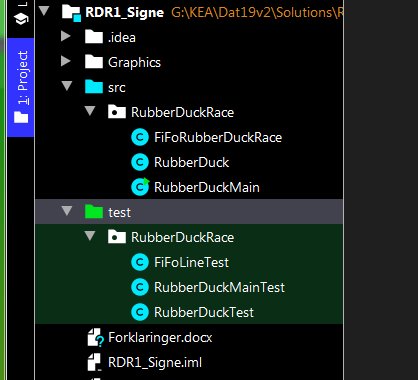 RDR1_Signe G:\KEA\Dat19v2\Solutions\R
.idea
Graphics
src
RubberDuckRace
FiFoRubberDuckRace
RubberDuck
RubberDuckMain
test
RubberDuckRace
FiFoLineTest
RubberDuckMainTest
RubberDuckTest
Forklaringer.docx
RDR1_Signe.iml
1: Project